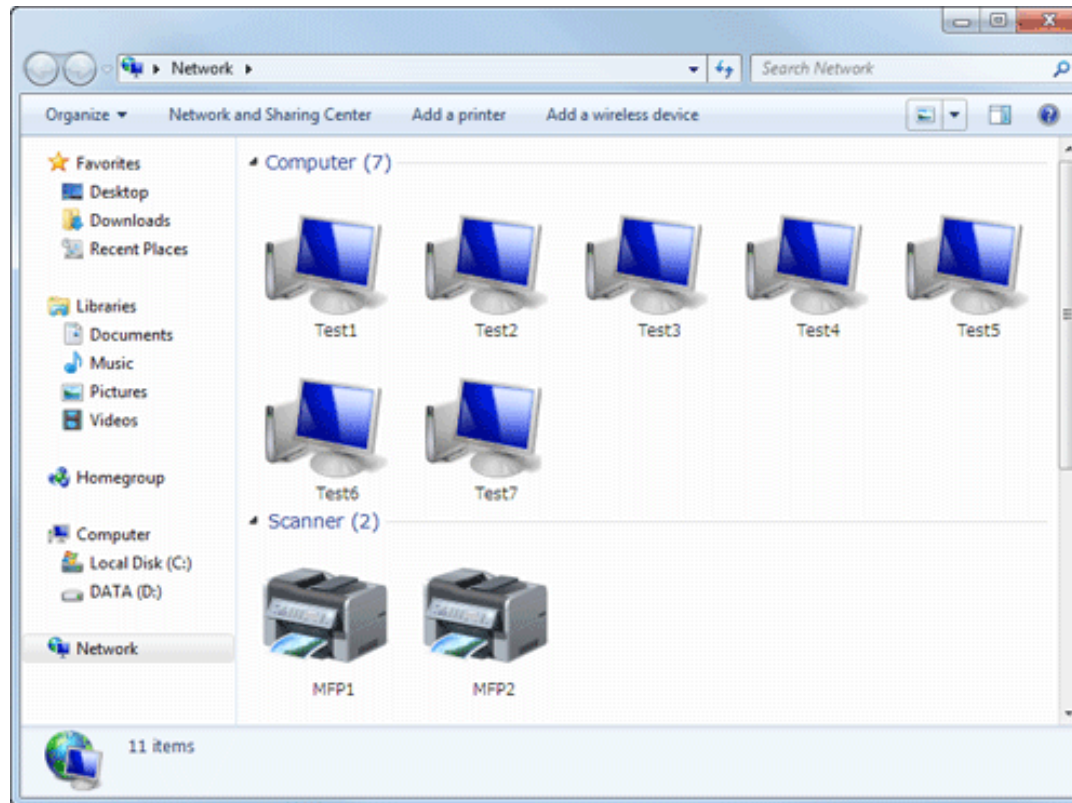 Network
Search Network
Organize
Network and Sharing Center
Add a printer
Add a wireless device
Favorites
Desktop
Downloads
Recent Places
Libraries
Documents
Music
Pictures
Videos
Homegroup
Computer
Local Disk (C:)
DATA (D:)
Network
Computer (7)
Test1
Test2
Test3
Test4
Test5
Test6
Test7
Scanner (2)
MFP1
MFP2
11 items